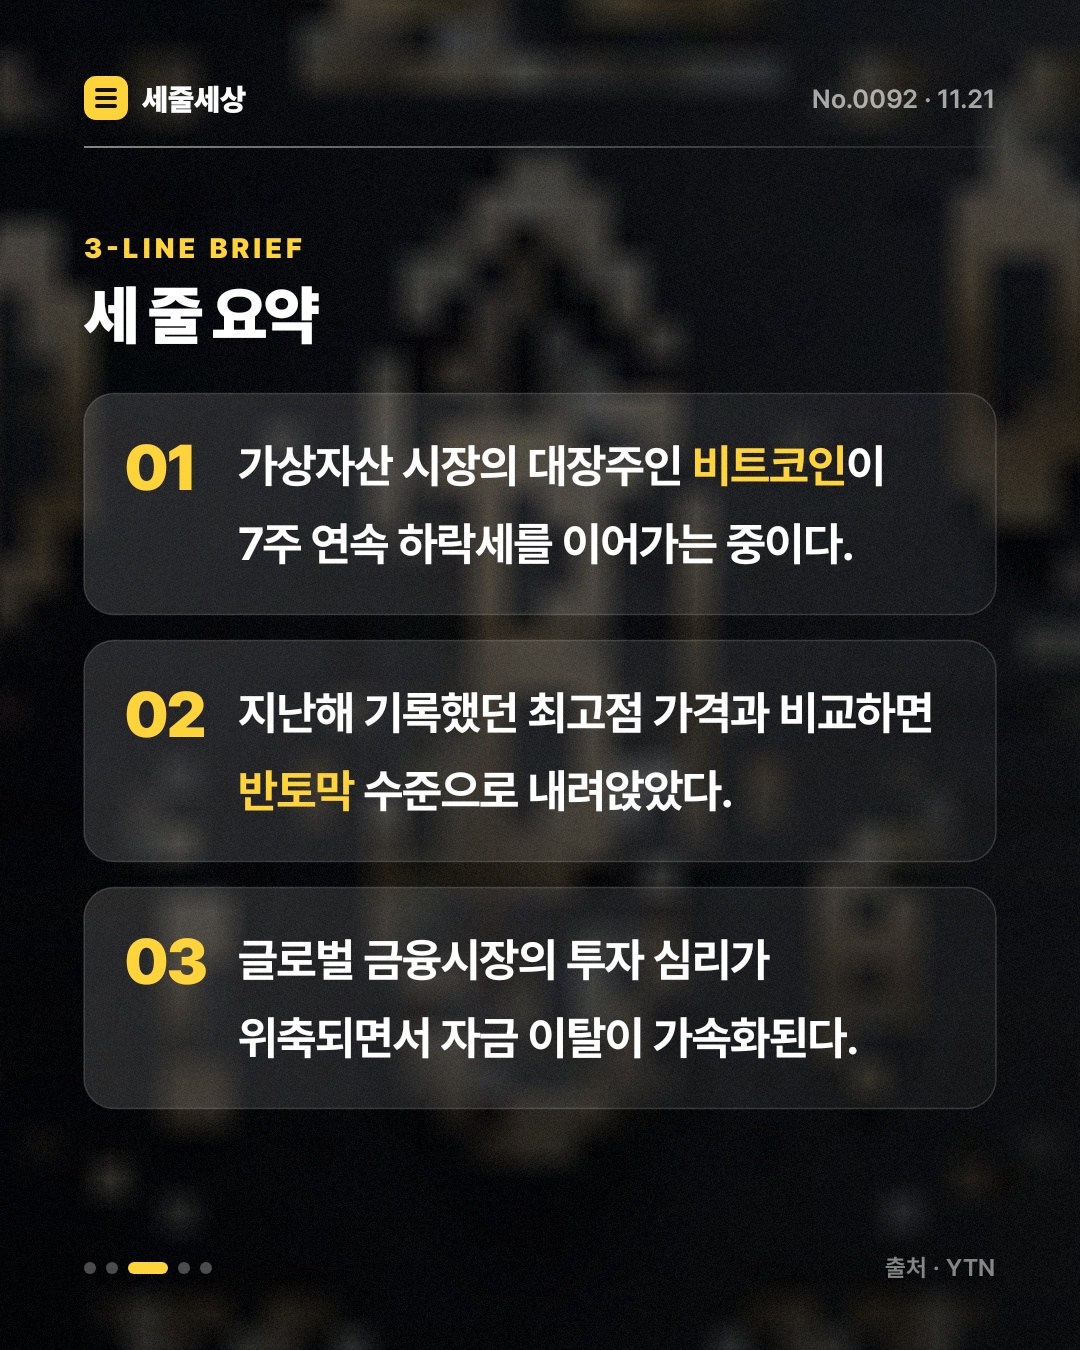 세줄세상
No.0092 · 11.21
3-LINE BRIEF
세 줄 요약
01 가상자산 시장의 대장주인 비트코인이
7주 연속 하락세를 이어가는 중이다.
02 지난해 기록했던 최고점 가격과 비교하면
반토막 수준으로 내려앉았다.
03 글로벌 금융시장의 투자 심리가
위축되면서 자금 이탈이 가속화된다.
출처 · YTN